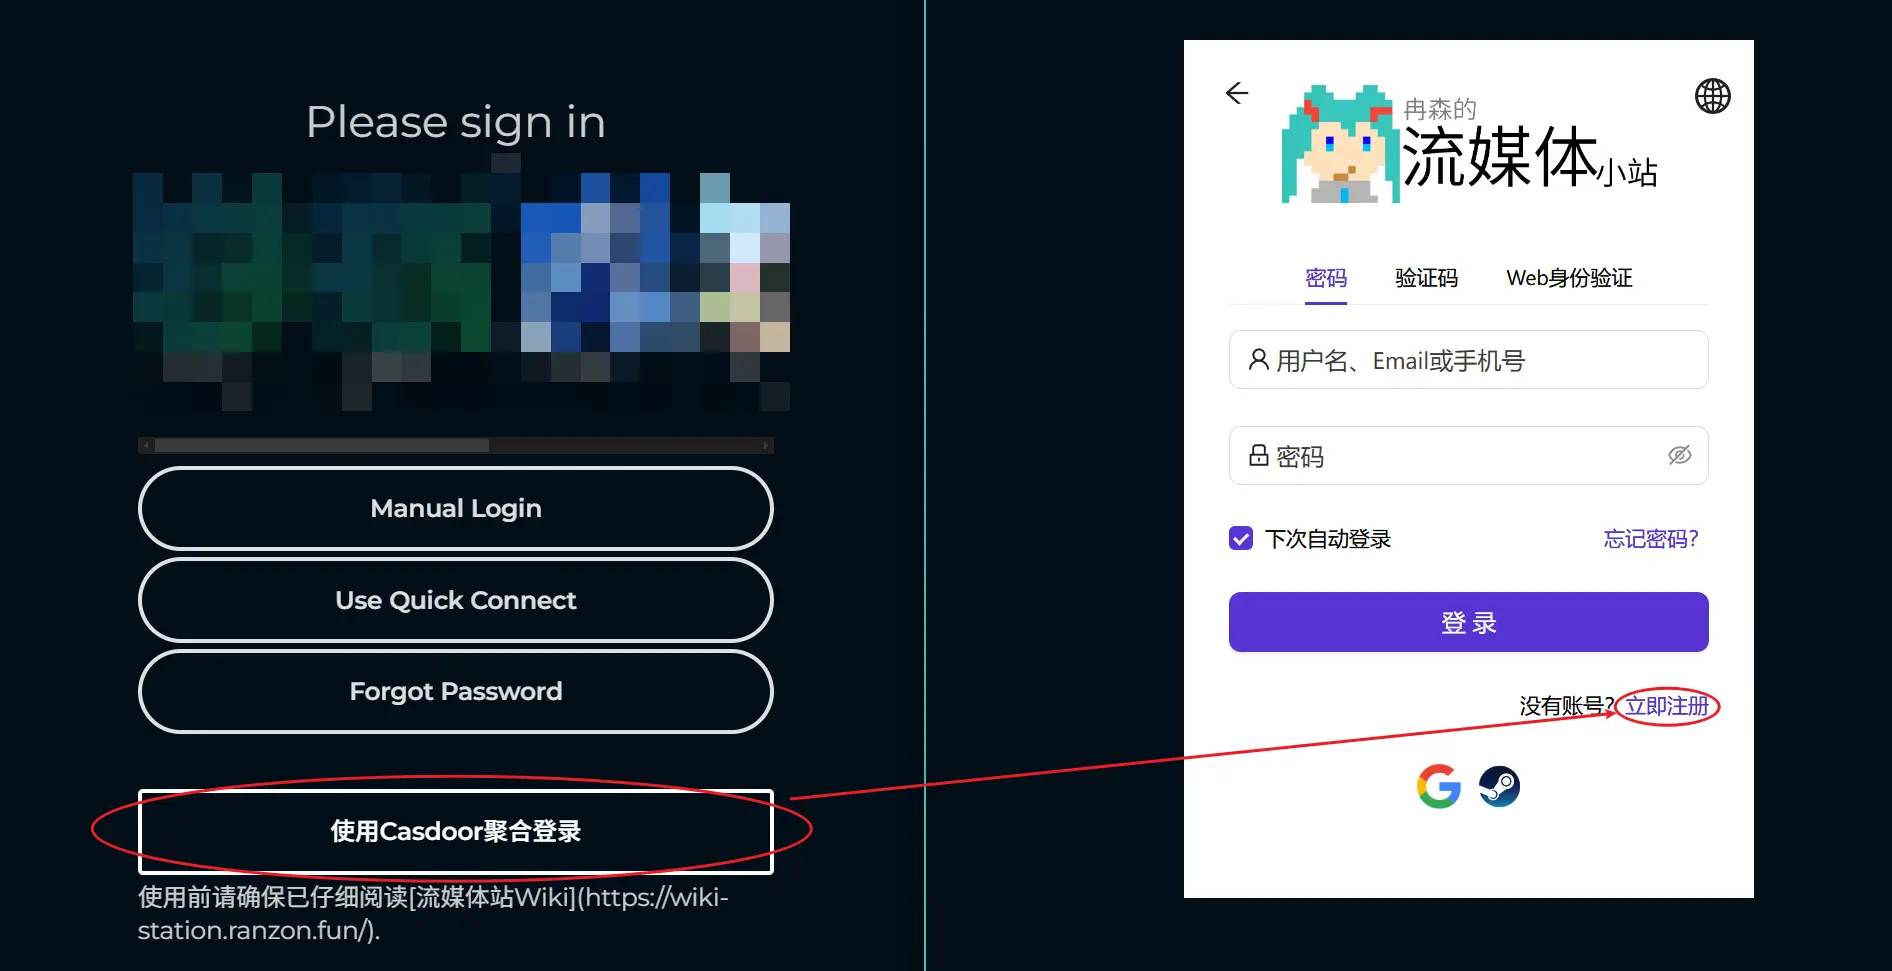 Please sign in
Manual Login
Use Quick Connect
Forgot Password
使用Casdoor聚合登录
使用前请确保已仔细阅读[流媒体站Wiki](https://wiki-
station.ranzon.fun/).
冉森的
流媒体小站
密码 验证码 Web身份验证
用户名、Email或手机号
密码
下次自动登录 忘记密码?
登录
没有账号? 立即注册